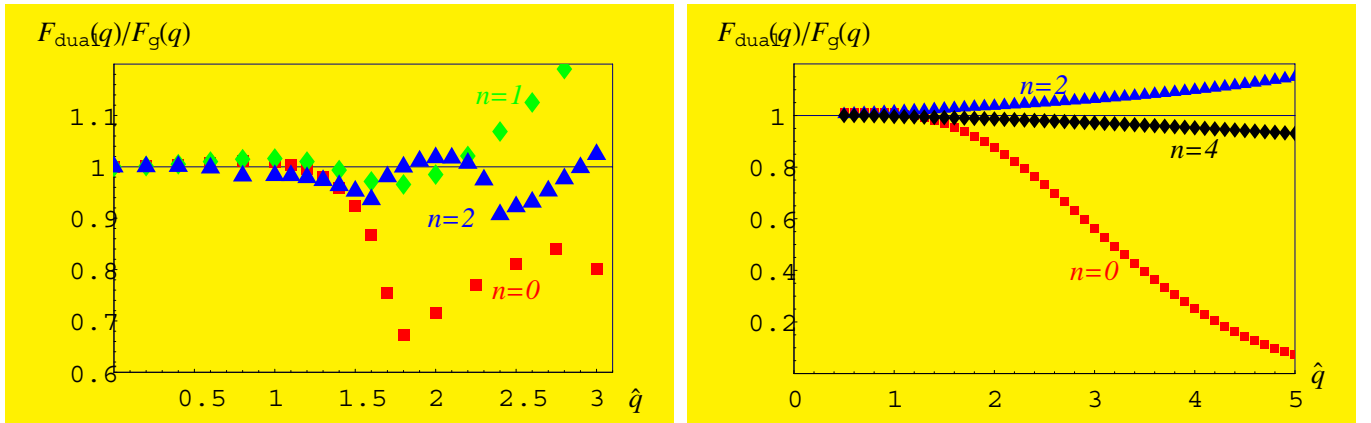 F_dual(q)/F_g(q)
1.1
1
0.9
0.8
0.7
0.6
n=1
n=2
n=0
0.5 1 1.5 2 2.5 3 q̂
F_dual(q)/F_g(q)
1
0.8
0.6
0.4
0.2
n=2
n=4
n=0
q̂
0 1 2 3 4 5